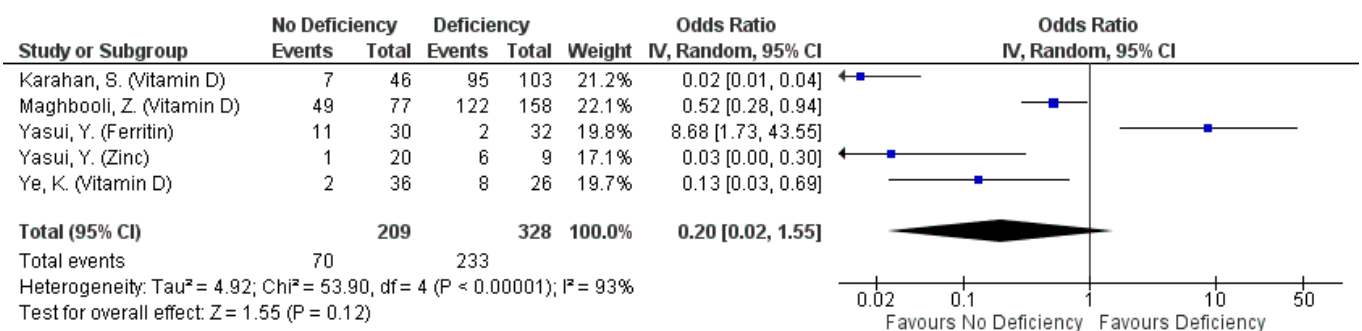 No Deficiency Deficiency Odds Ratio Odds Ratio
Study or Subgroup Events Total Events Total Weight IV, Random, 95% CI IV, Random, 95% CI
Karahan, S. (Vitamin D) 7 46 95 103 21.2% 0.02 [0.01, 0.04]
Maghbooli, Z. (Vitamin D) 49 77 122 158 22.1% 0.52 [0.28, 0.94]
Yasui, Y. (Ferritin) 11 30 2 32 19.8% 8.68 [1.73, 43.55]
Yasui, Y. (Zinc) 1 20 6 9 17.1% 0.03 [0.00, 0.30]
Ye, K. (Vitamin D) 2 36 8 26 19.7% 0.13 [0.03, 0.69]
Total (95% CI) 209 328 100.0% 0.20 [0.02, 1.55]
Total events 70 233
Heterogeneity: Tau² = 4.92; Chi² = 53.90, df = 4 (P < 0.00001); I² = 93%
Test for overall effect: Z = 1.55 (P = 0.12)
0.02 0.1 1 10 50
Favours No Deficiency Favours Deficiency